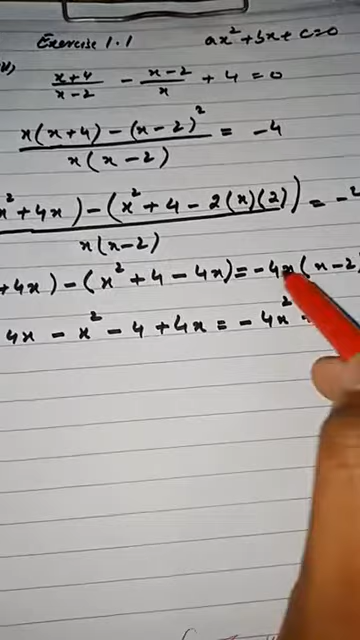 Exercise 1.1 ax² + bx + c = 0
x+4/x-2 - x-2/x + 4 = 0
x(x+4) - (x-2)²/x(x-2) = -4
x² + 4x) - (x² + 4 - 2(x)(2))/x(x-2) = -
+4x) - (x² + 4 - 4x) = -4x(x-2
4x - x² - 4 + 4x = -4x²